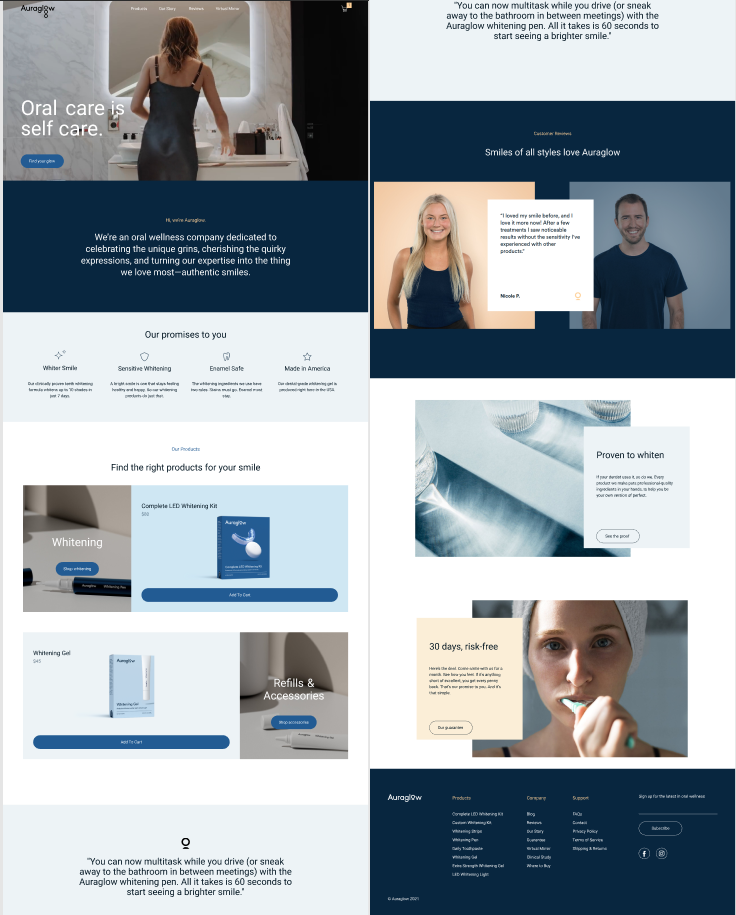 Auraglow
Products Our Story Reviews Virtual Mirror
Oral care is
self care.
Find your glow
Hi, we're Auraglow.
We're an oral wellness company dedicated to
celebrating the unique grins, cherishing the quirky
expressions, and turning our expertise into the thing
we love most—authentic smiles.
Our promises to you
Whiter Smile
Our clinically proven teeth whitening
formula whitens up to 10 shades in
just 7 days.
Sensitive Whitening
A bright smile is one that stays feeling
healthy and happy. So our whitening
products do just that.
Enamel Safe
The whitening ingredients we use have
two rules. Stains must go. Enamel must
stay.
Made in America
Our dental-grade whitening gel is
produced right here in the USA.
Our Products
Find the right products for your smile
Whitening
Shop whitening
Auraglow Whitening Pen
Complete LED Whitening Kit
Auraglow
Complete LED Whitening Kit
Add To Cart
Whitening Gel
$45
Auraglow
Whitening Gel
Add To Cart
Refills &
Accessories
Shop accessories
"You can now multitask while you drive (or sneak
away to the bathroom in between meetings) with the
Auraglow whitening pen. All it takes is 60 seconds to
start seeing a brighter smile."
"You can now multitask while you drive (or sneak
away to the bathroom in between meetings) with the
Auraglow whitening pen. All it takes is 60 seconds to
start seeing a brighter smile."
Customer Reviews
Smiles of all styles love Auraglow
"I loved my smile before, and I
love it more now! After a few
treatments I saw noticeable
results without the sensitivity I've
experienced with other
products."
Nicole P.
Proven to whiten
If your dentist uses it, so do we. Every
product we make puts professional-quality
ingredients in your hands, to help you be
your own version of perfect.
See the proof
30 days, risk-free
Here's the deal: Come smile with us for a
month. See how you feel. If it's anything
short of excellent, you get every penny
back. That's our promise to you. And it's
that simple.
Our guarantee
Auraglow
Products
Complete LED Whitening Kit
Custom Whitening Kit
Whitening Strips
Whitening Pen
Daily Toothpaste
Whitening Gel
Extra Strength Whitening Gel
LED Whitening Light
Company
Blog
Reviews
Our Story
Guarantee
Virtual Mirror
Clinical Study
Where to Buy
Support
FAQs
Contact
Privacy Policy
Terms of Service
Shipping & Returns
Sign up for the latest in oral wellness
Subscribe
© Auraglow 2021